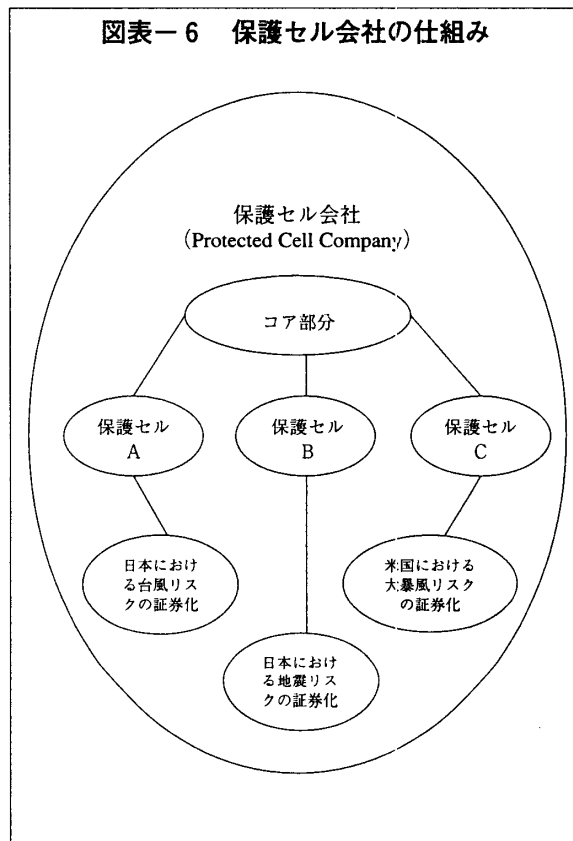 図表－6　保護セル会社の仕組み
保護セル会社
(Protected Cell Company)
コア部分
保護セル
A
保護セル
B
保護セル
C
日本におけ
る台風リス
クの証券化
米国における
大暴風リスク
の証券化
日本におけ
る地震リス
クの証券化